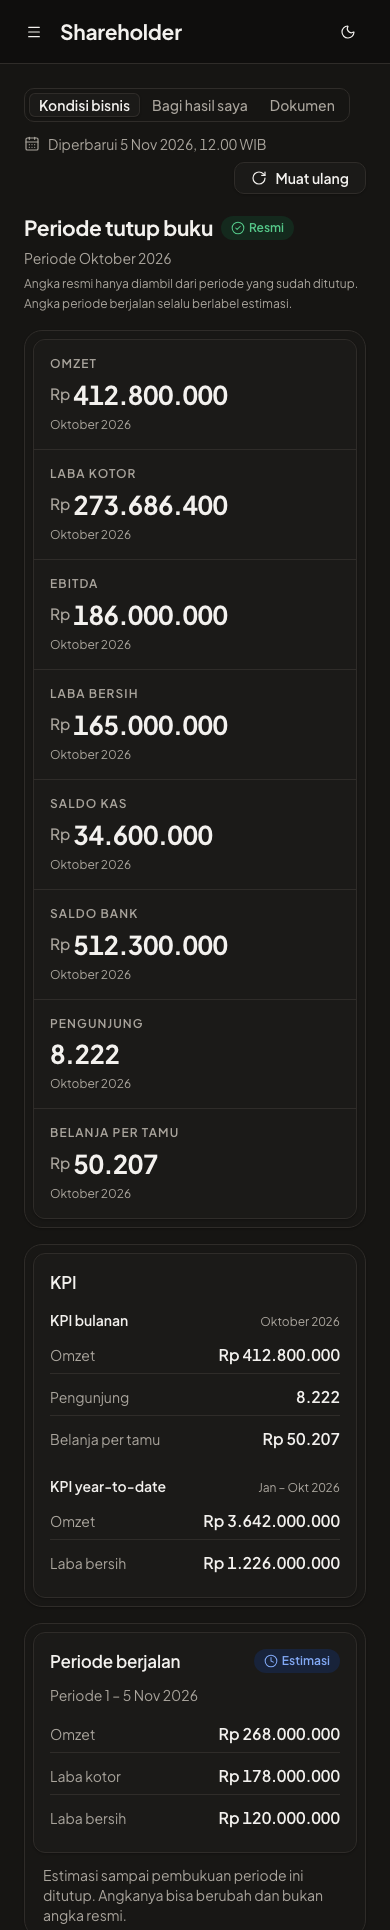 Shareholder
Kondisi bisnis Bagi hasil saya Dokumen
Diperbarui 5 Nov 2026, 12.00 WIB
Muat ulang
Periode tutup buku Resmi
Periode Oktober 2026
Angka resmi hanya diambil dari periode yang sudah ditutup.
Angka periode berjalan selalu berlabel estimasi.
OMZET
Rp 412.800.000
Oktober 2026
LABA KOTOR
Rp 273.686.400
Oktober 2026
EBITDA
Rp 186.000.000
Oktober 2026
LABA BERSIH
Rp 165.000.000
Oktober 2026
SALDO KAS
Rp 34.600.000
Oktober 2026
SALDO BANK
Rp 512.300.000
Oktober 2026
PENGUNJUNG
8.222
Oktober 2026
BELANJA PER TAMU
Rp 50.207
Oktober 2026
KPI
KPI bulanan Oktober 2026
Omzet Rp 412.800.000
Pengunjung 8.222
Belanja per tamu Rp 50.207
KPI year-to-date Jan – Okt 2026
Omzet Rp 3.642.000.000
Laba bersih Rp 1.226.000.000
Periode berjalan Estimasi
Periode 1 – 5 Nov 2026
Omzet Rp 268.000.000
Laba kotor Rp 178.000.000
Laba bersih Rp 120.000.000
Estimasi sampai pembukuan periode ini
ditutup. Angkanya bisa berubah dan bukan
angka resmi.